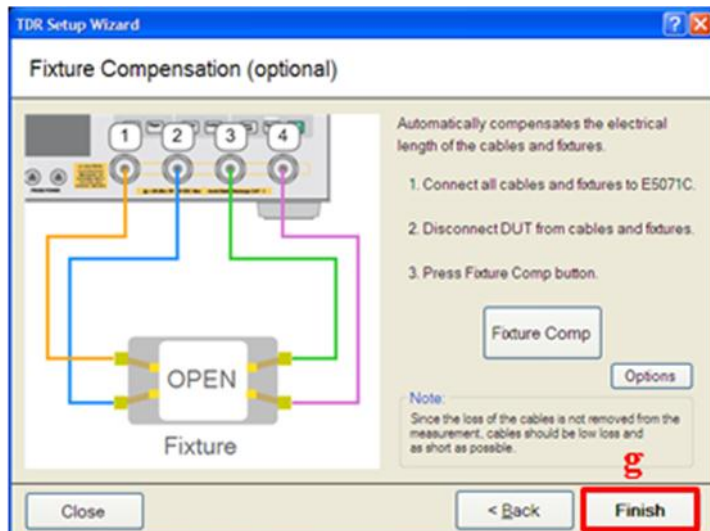 TDR Setup Wizard
Fixture Compensation (optional)
1 2 3 4
Automatically compensates the electrical
length of the cables and fixtures.
1. Connect all cables and fixtures to E5071C.
2. Disconnect DUT from cables and fixtures.
3. Press Fixture Comp button.
Fixture Comp
OPEN
Fixture
Options
Note:
Since the loss of the cables is not removed from the
measurement, cables should be low loss and
as short as possible.
g
Close
< Back
Finish